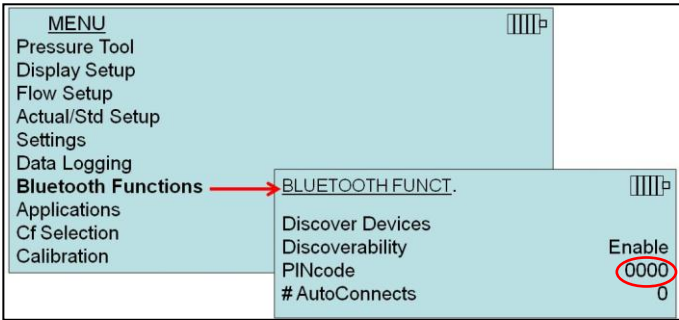 MENU
Pressure Tool
Display Setup
Flow Setup
Actual/Std Setup
Settings
Data Logging
Bluetooth Functions
Applications
Cf Selection
Calibration
BLUETOOTH FUNCT.
Discover Devices
Discoverability Enable
PINcode 0000
# AutoConnects 0